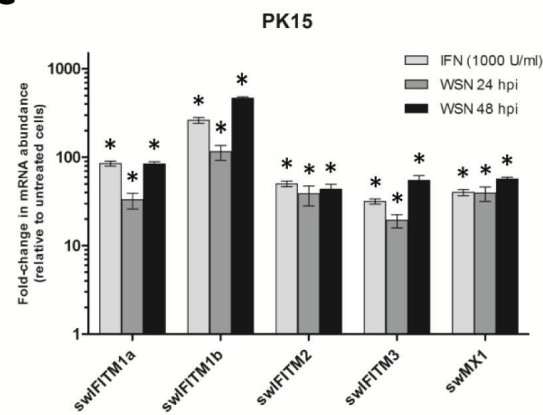 PK15
IFN (1000 U/ml)
WSN 24 hpi
WSN 48 hpi
Fold-change in mRNA abundance
(relative to untreated cells)
1000
100
10
1
* * * * * * * * * * * * * * *
swIFITM1a
swIFITM1b
swIFITM2
swIFITM3
swMX1